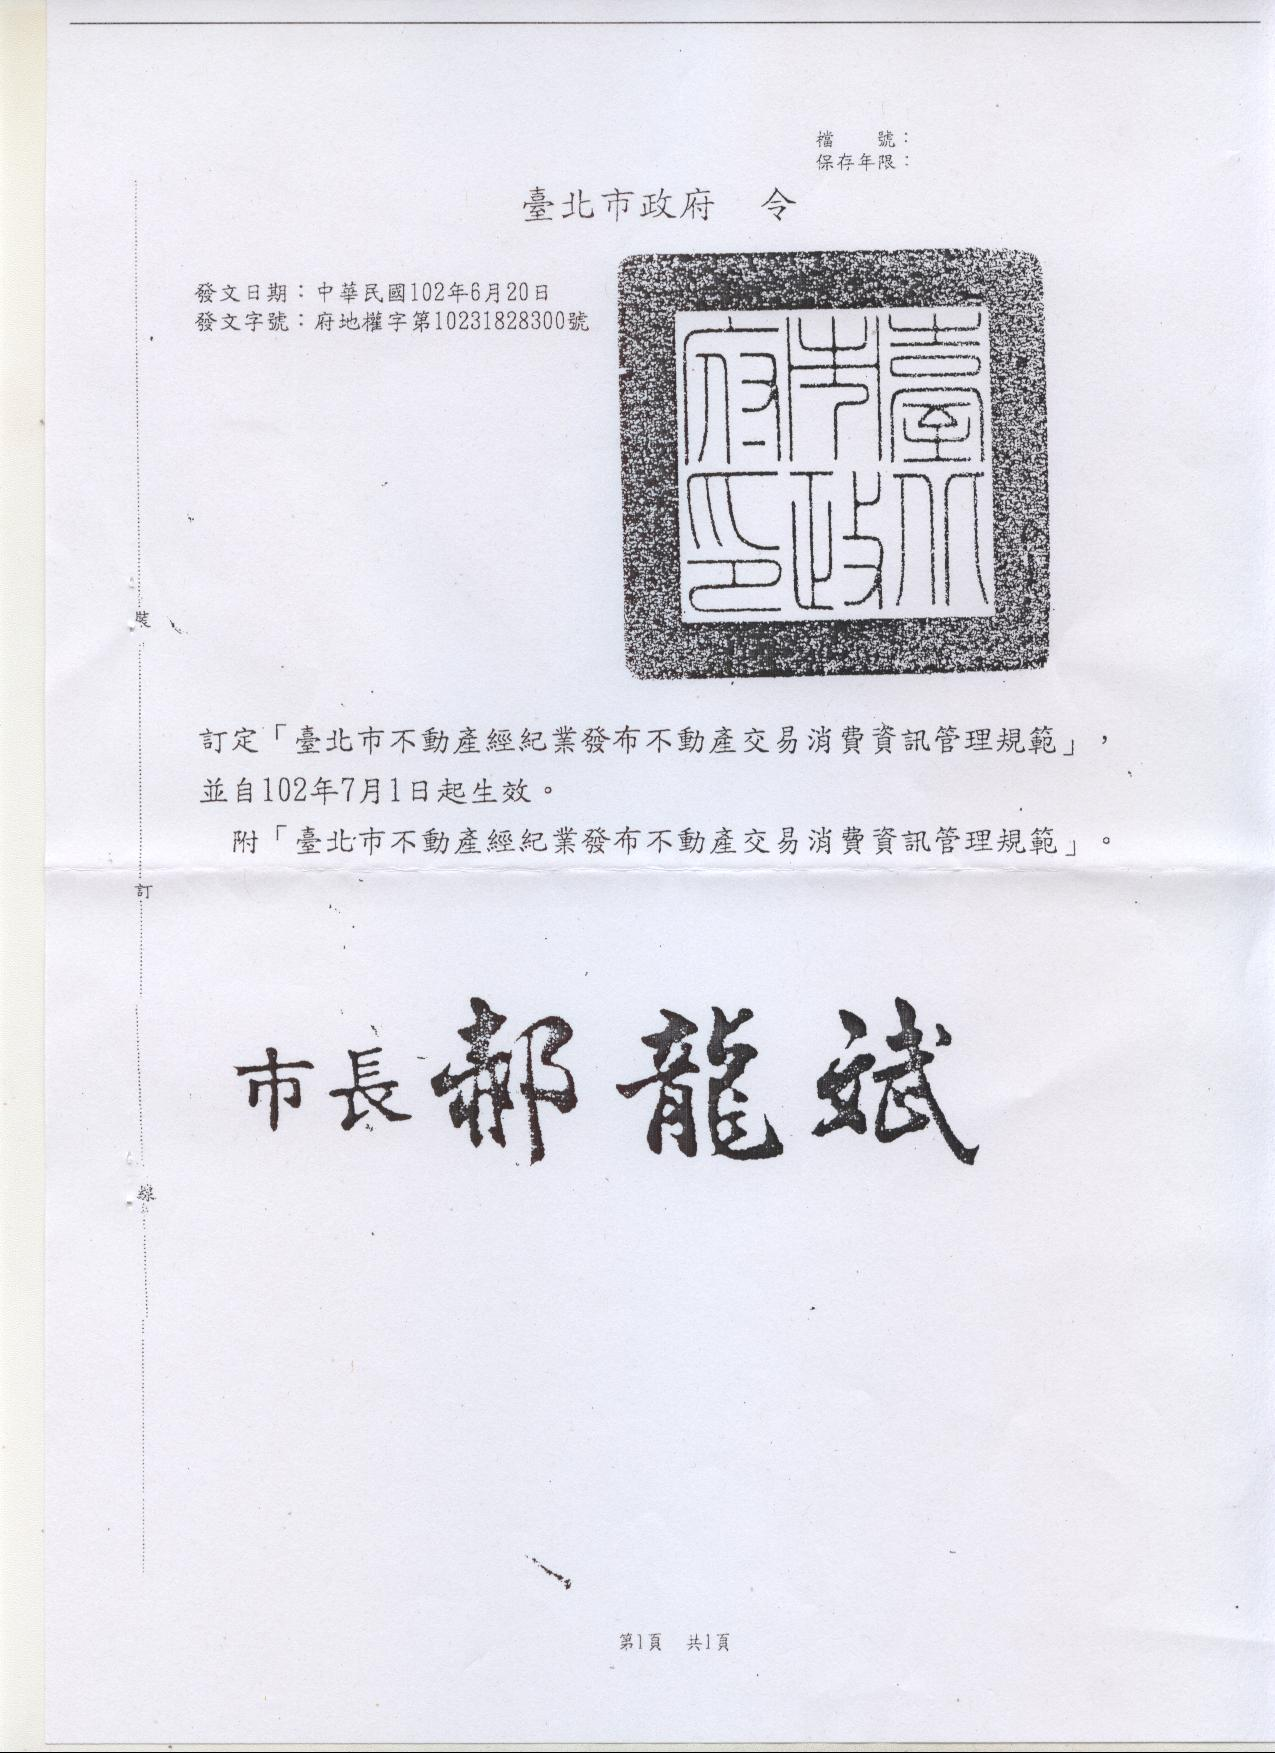 檔　　號：
保存年限：
臺北市政府　令
發文日期：中華民國102年6月20日
發文字號：府地權字第10231828300號
臺北市政府印
訂定「臺北市不動產經紀業發布不動產交易消費資訊管理規範」，
並自102年7月1日起生效。
附「臺北市不動產經紀業發布不動產交易消費資訊管理規範」。
市長郝龍斌
裝
訂
線
第1頁　共1頁